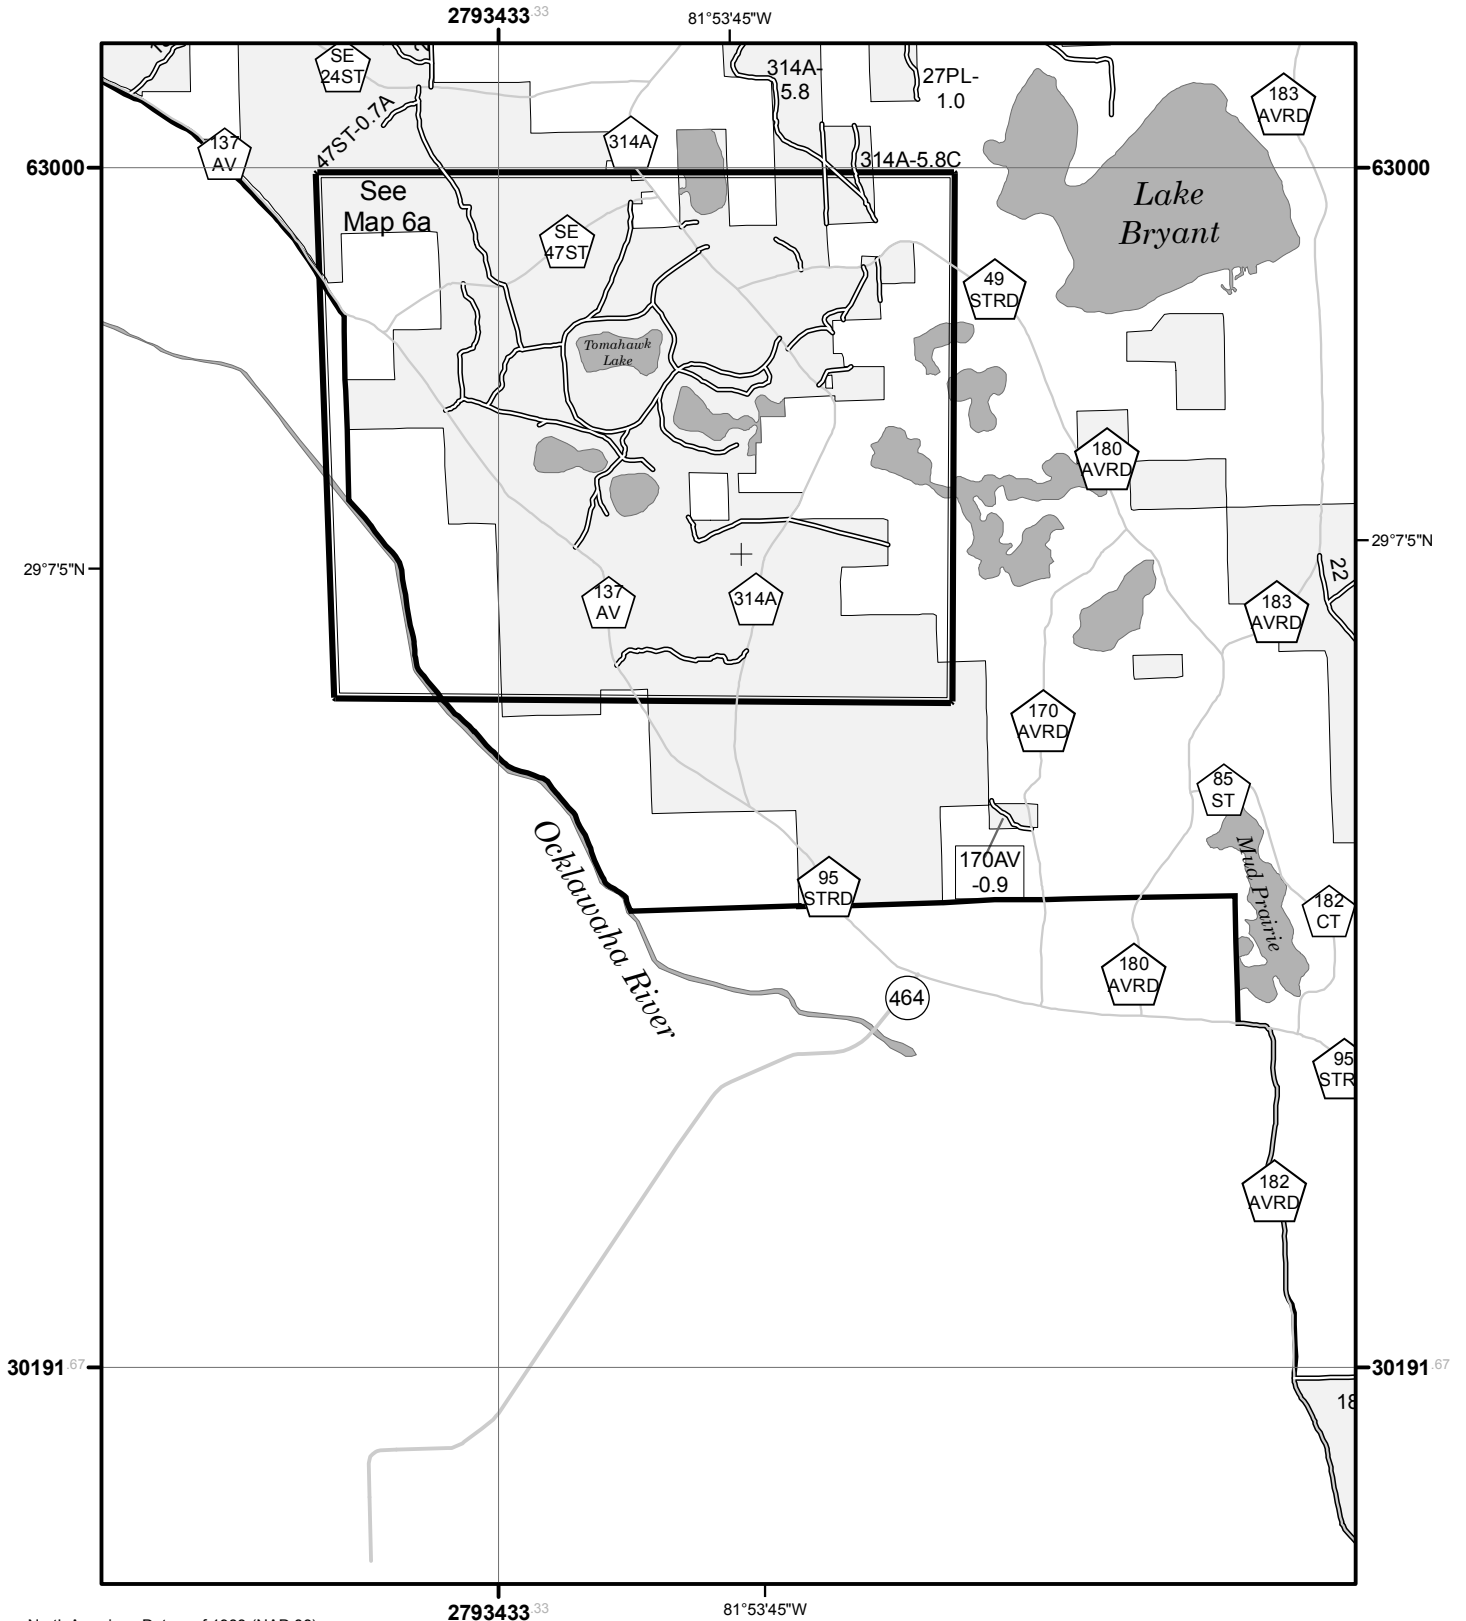 2793433.33
81°53'45"W
SE
24ST
314A-
5.8
27PL-
1.0
183
AVRD
47ST-0.7A
137
AV
314A
63000
314A-5.8C
63000
See
Map 6a
Lake
Bryant
SE
47ST
49
STRD
Tomahawk
Lake
180
AVRD
29°7'5"N
29°7'5"N
22
137
AV
314A
183
AVRD
170
AVRD
85
ST
Ocklawaha River
Mud Prairie
170AV
-0.9
95
STRD
182
CT
180
AVRD
464
95
STR
182
AVRD
30191.67
30191.67
18
2793433.33
81°53'45"W